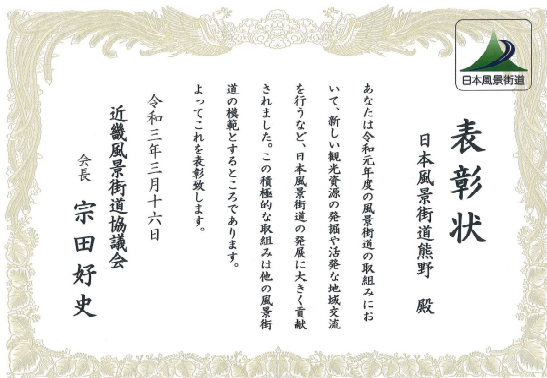 日本風景街道
表彰状
日本風景街道熊野 殿
あなたは令和元年度の風景街道の取組みにお
いて、新しい観光資源の発掘や活発な地域交流
を行うなど、日本風景街道の発展に大きく貢献
されました。この積極的な取組みは他の風景街
道の模範とするところであります。
よってこれを表彰致します。
令和三年三月十六日
近畿風景街道協議会
会長 宗田好史